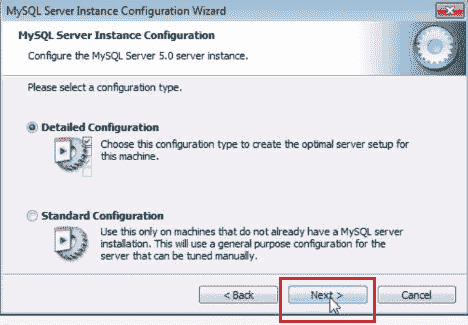 MySQL Server Instance Configuration Wizard
MySQL Server Instance Configuration
Configure the MySQL Server 5.0 server instance.
Please select a configuration type.
Detailed Configuration
Choose this configuration type to create the optimal server setup for
this machine.
Standard Configuration
Use this only on machines that do not already have a MySQL server
installation. This will use a general purpose configuration for the
server that can be tuned manually.
< Back
Next >
Cancel